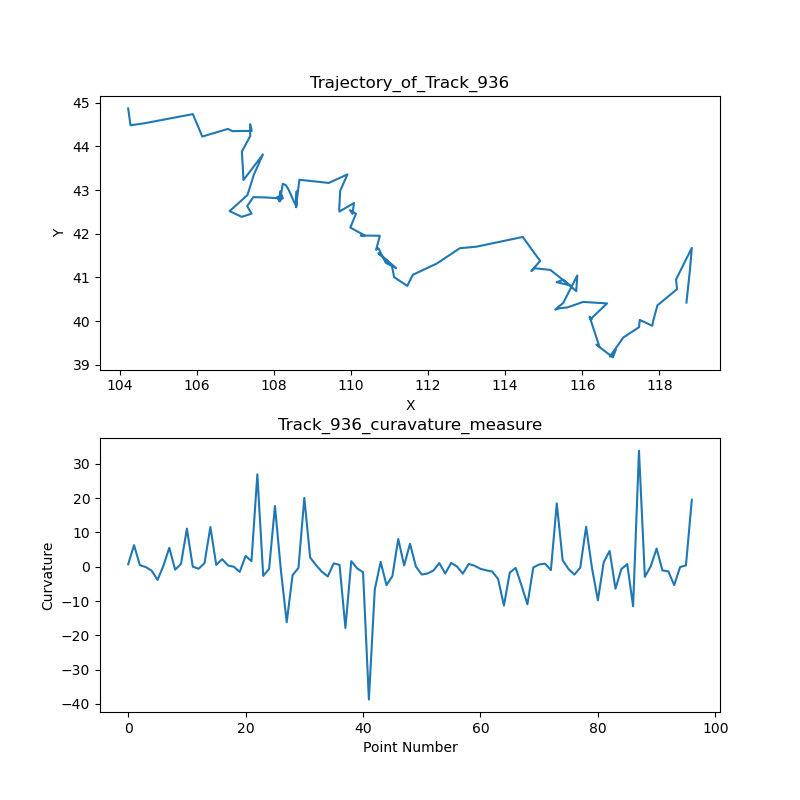 Trajectory_of_Track_936
45
44
43
42
41
40
39
Y
104 106 108 110 112 114 116 118
X
Track_936_curavature_measure
30
20
10
0
−10
−20
−30
−40
Curvature
0 20 40 60 80 100
Point Number